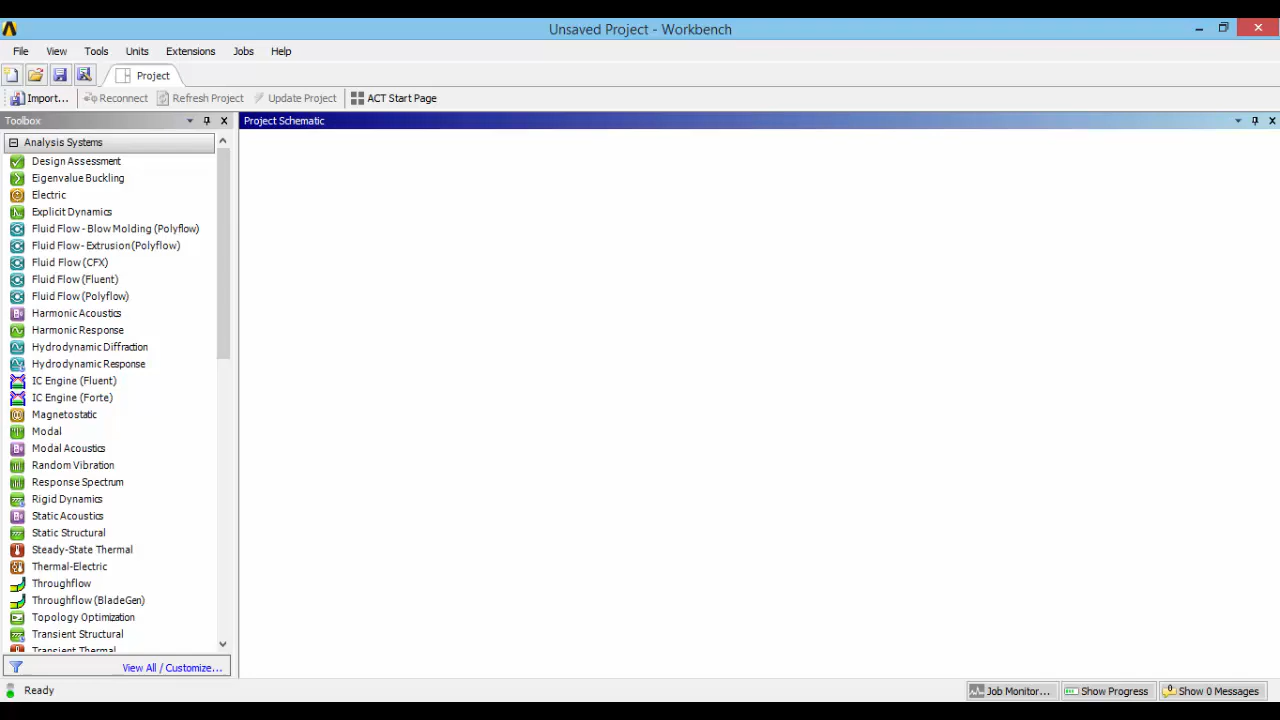 Unsaved Project - Workbench
File View Tools Units Extensions Jobs Help
Project
Import... Reconnect Refresh Project Update Project ACT Start Page
Toolbox
Project Schematic
Analysis Systems
Design Assessment
Eigenvalue Buckling
Electric
Explicit Dynamics
Fluid Flow - Blow Molding (Polyflow)
Fluid Flow- Extrusion(Polyflow)
Fluid Flow (CFX)
Fluid Flow (Fluent)
Fluid Flow (Polyflow)
Harmonic Acoustics
Harmonic Response
Hydrodynamic Diffraction
Hydrodynamic Response
IC Engine (Fluent)
IC Engine (Forte)
Magnetostatic
Modal
Modal Acoustics
Random Vibration
Response Spectrum
Rigid Dynamics
Static Acoustics
Static Structural
Steady-State Thermal
Thermal-Electric
Throughflow
Throughflow (BladeGen)
Topology Optimization
Transient Structural
Transient Thermal
View All / Customize...
Ready
Job Monitor... Show Progress Show 0 Messages